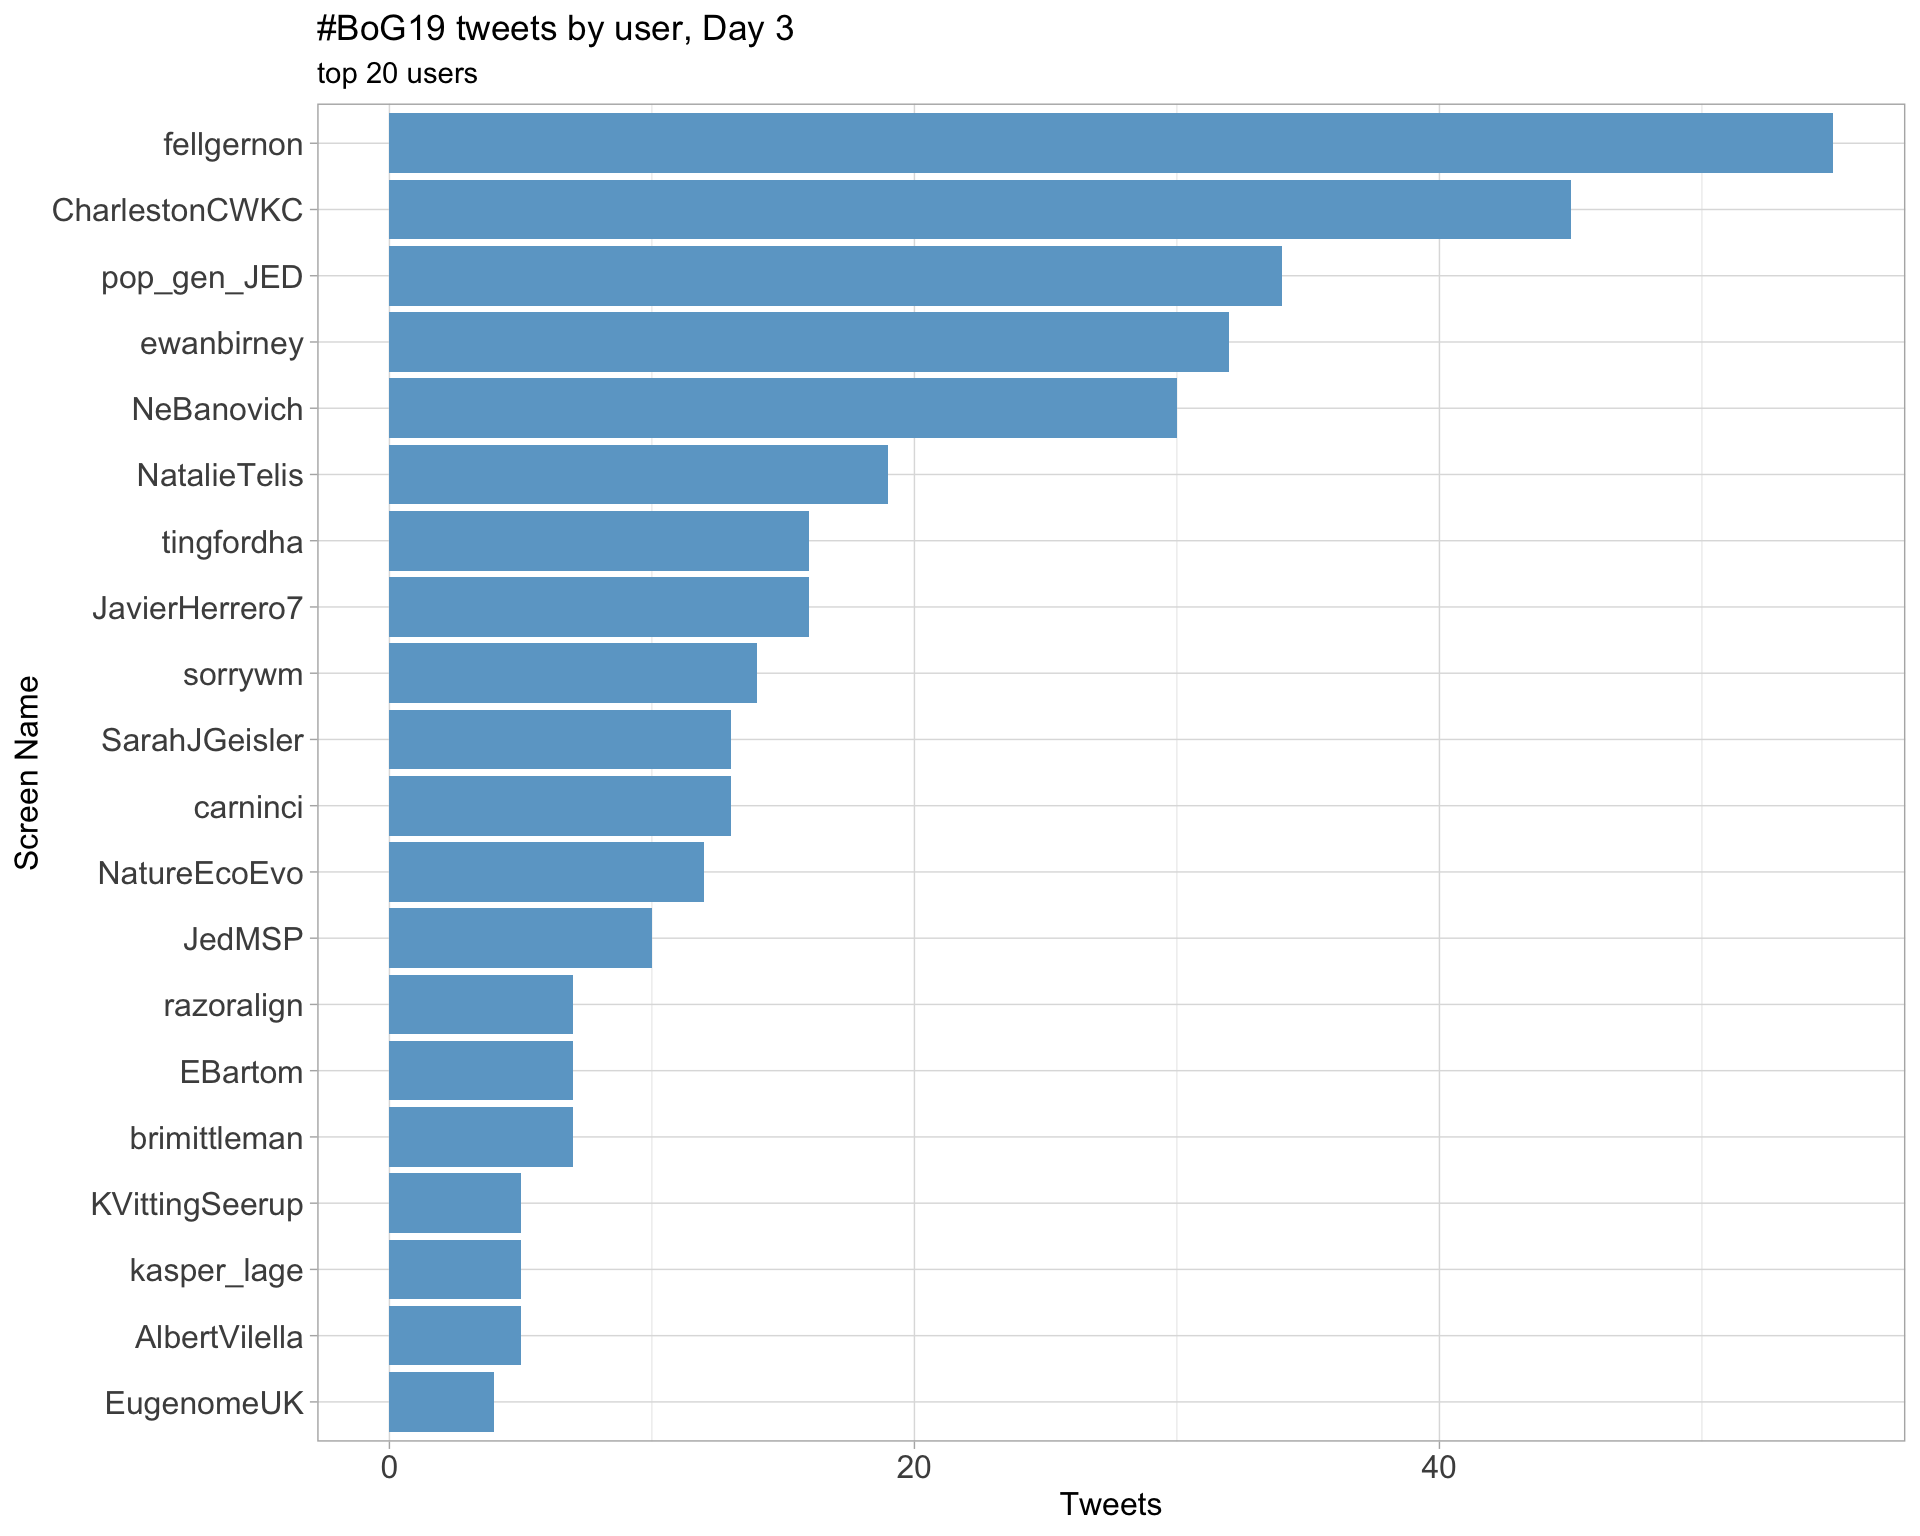 #BoG19 tweets by user, Day 3
top 20 users
fellgernon
CharlestonCWKC
pop_gen_JED
ewanbirney
NeBanovich
NatalieTelis
tingfordha
JavierHerrero7
sorrywm
SarahJGeisler
carninci
NatureEcoEvo
JedMSP
razoralign
EBartom
brimittleman
KVittingSeerup
kasper_lage
AlbertVilella
EugenomeUK
Screen Name
0 20 40
Tweets